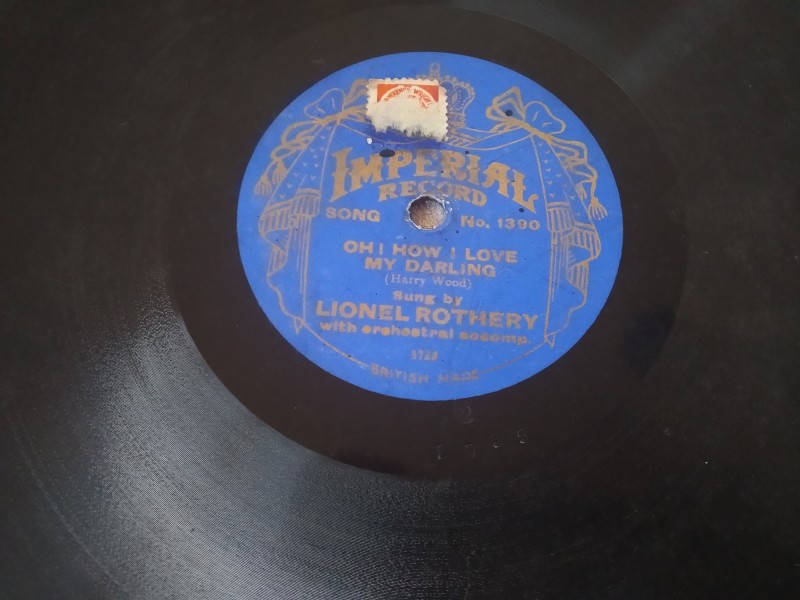 IMPERIAL
RECORD
SONG No. 1390
OH! HOW I LOVE
MY DARLING
(Harry Wood)
Sung by
LIONEL ROTHERY
with orchestral accomp.
BRITISH MADE
2